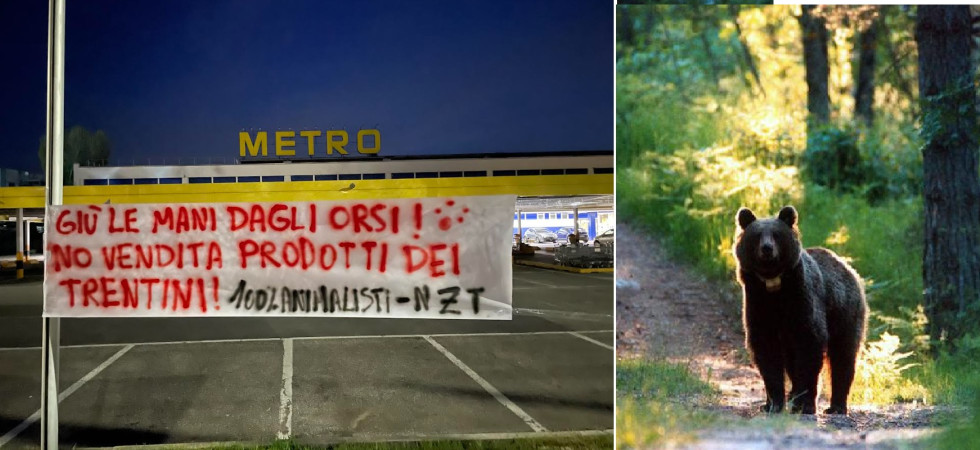 METRO
GIÙ LE MANI DAGLI ORSI!
NO VENDITA PRODOTTI DEI
TRENTINI! 100% ANIMALISTI - NZT